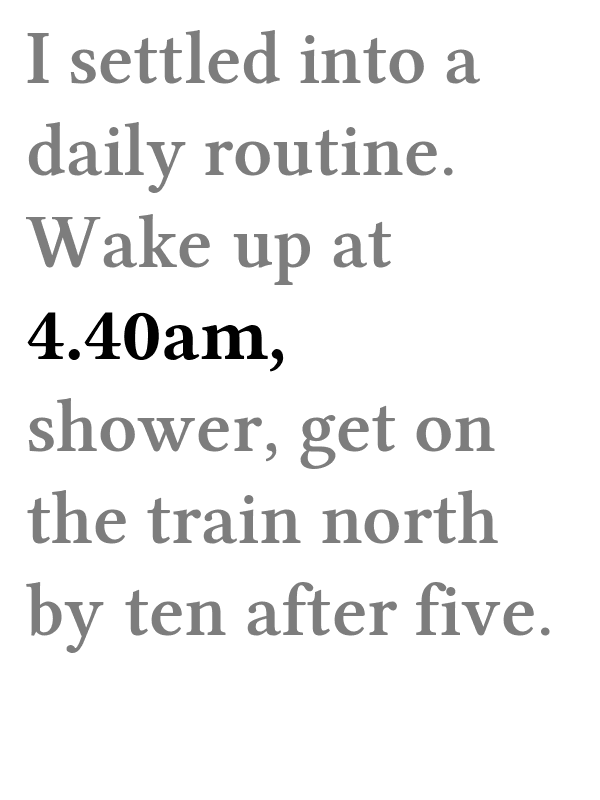 I settled into a
daily routine.
Wake up at
4.40am,
shower, get on
the train north
by ten after five.